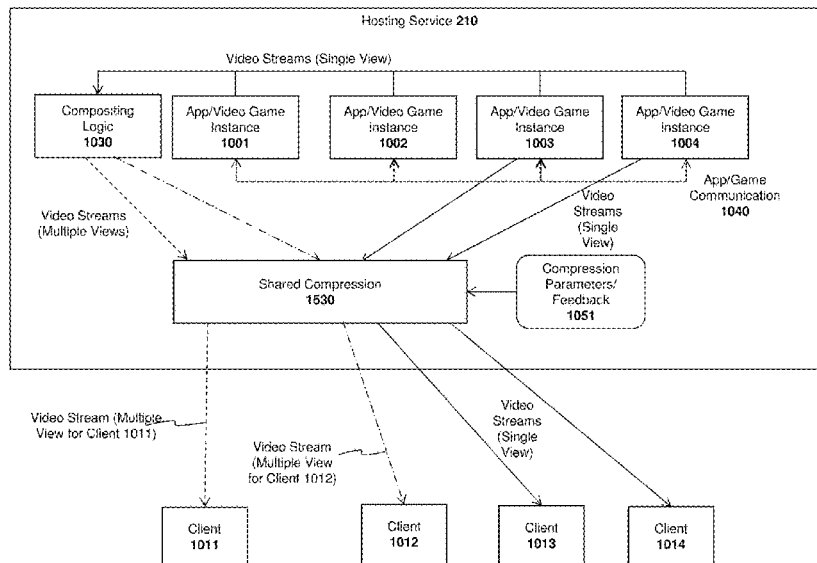 Hosting Service 210
Video Streams (Single View)
Compositing
Logic
1030
App/Video Game
Instance
1001
App/Video Game
Instance
1002
App/Video Game
Instance
1003
App/Video Game
Instance
1004
App/Game
Communication
1040
Video Streams
(Multiple Views)
Video
Streams
(Single
View)
Shared Compression
1530
Compression
Parameters/
Feedback
1051
Video Stream (Multiple
View for Client 1011)
Video Stream
(Multiple View
for Client 1012)
Video
Streams
(Single
View)
Client
1011
Client
1012
Client
1013
Client
1014